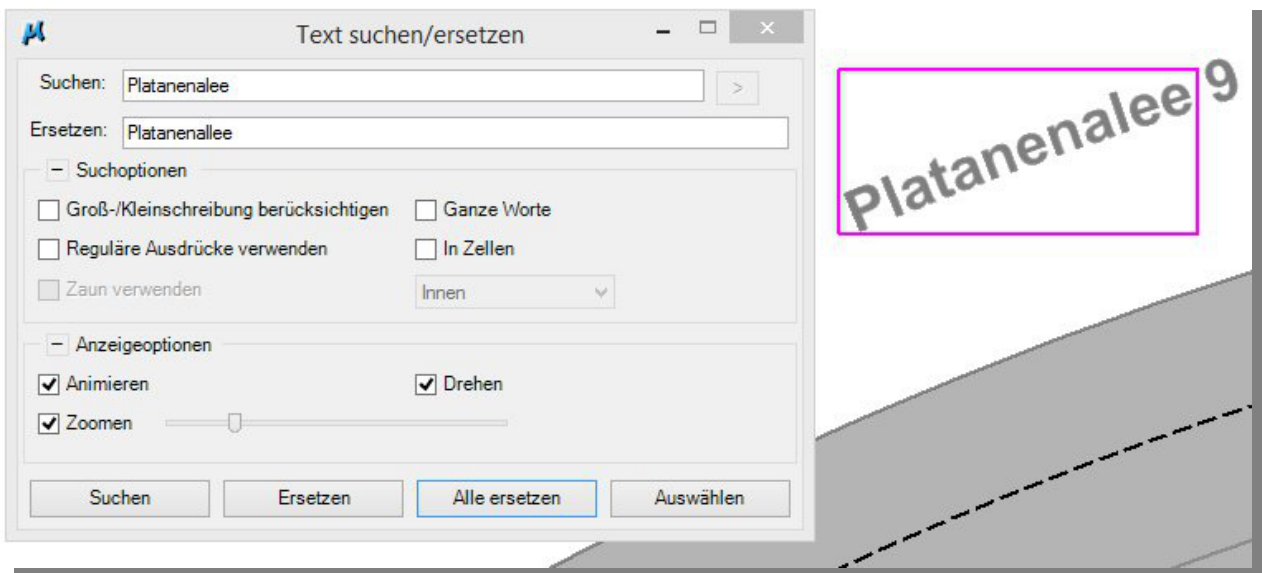 Text suchen/ersetzen
Suchen: Platanenalee >
Ersetzen: Platanenallee
Suchoptionen
Groß-/Kleinschreibung berücksichtigen Ganze Worte
Reguläre Ausdrücke verwenden In Zellen
Zaun verwenden Innen
Anzeigeoptionen
Animieren Drehen
Zoomen
Suchen Ersetzen Alle ersetzen Auswählen
Platanenalee 9